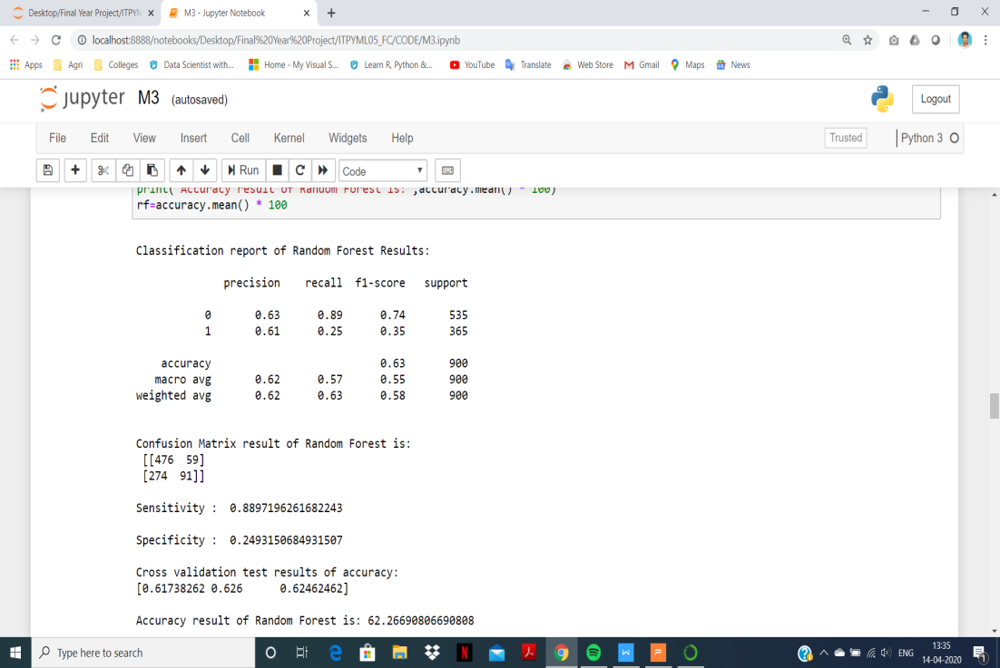 Desktop/Final Year Project/ITPYM
M3 - Jupyter Notebook
localhost:8888/notebooks/Desktop/Final%20Year%20Project/ITPYML05_FC/CODE/M3.ipynb
Apps Agri Colleges Data Scientist with... Home - My Visual S... Learn R, Python &... YouTube Translate Web Store Gmail Maps News
jupyter M3 (autosaved) Logout
File Edit View Insert Cell Kernel Widgets Help Trusted Python 3
Run Code
print("Accuracy result of Random Forest is:",accuracy.mean() * 100)
rf=accuracy.mean() * 100
Classification report of Random Forest Results:
precision recall f1-score support
0 0.63 0.89 0.74 535
1 0.61 0.25 0.35 365
accuracy 0.63 900
macro avg 0.62 0.57 0.55 900
weighted avg 0.62 0.63 0.58 900
Confusion Matrix result of Random Forest is:
[[476 59]
[274 91]]
Sensitivity : 0.8897196261682243
Specificity : 0.2493150684931507
Cross validation test results of accuracy:
[0.61738262 0.626 0.62462462]
Accuracy result of Random Forest is: 62.26690806690808
Type here to search
ENG
13:35
14-04-2020
1